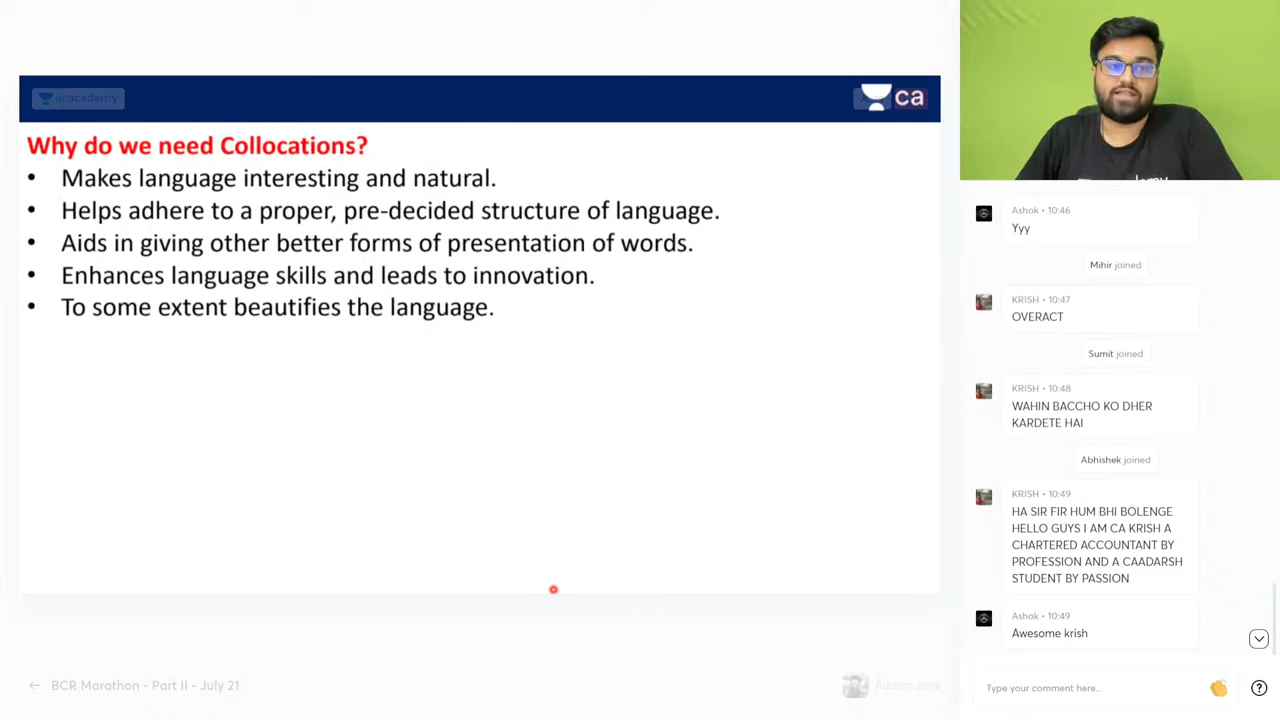 unacademy
ca
Why do we need Collocations?
• Makes language interesting and natural.
• Helps adhere to a proper, pre-decided structure of language.
• Aids in giving other better forms of presentation of words.
• Enhances language skills and leads to innovation.
• To some extent beautifies the language.
← BCR Marathon - Part II - July 21
Ashok • 10:46
Yyy
Mihir joined
KRISH • 10:47
OVERACT
Sumit joined
KRISH • 10:48
WAHIN BACCHO KO DHER
KARDETE HAI
Abhishek joined
KRISH • 10:49
HA SIR FIR HUM BHI BOLENGE
HELLO GUYS I AM CA KRISH A
CHARTERED ACCOUNTANT BY
PROFESSION AND A CAADARSH
STUDENT BY PASSION
Ashok • 10:49
Awesome krish
Type your comment here...